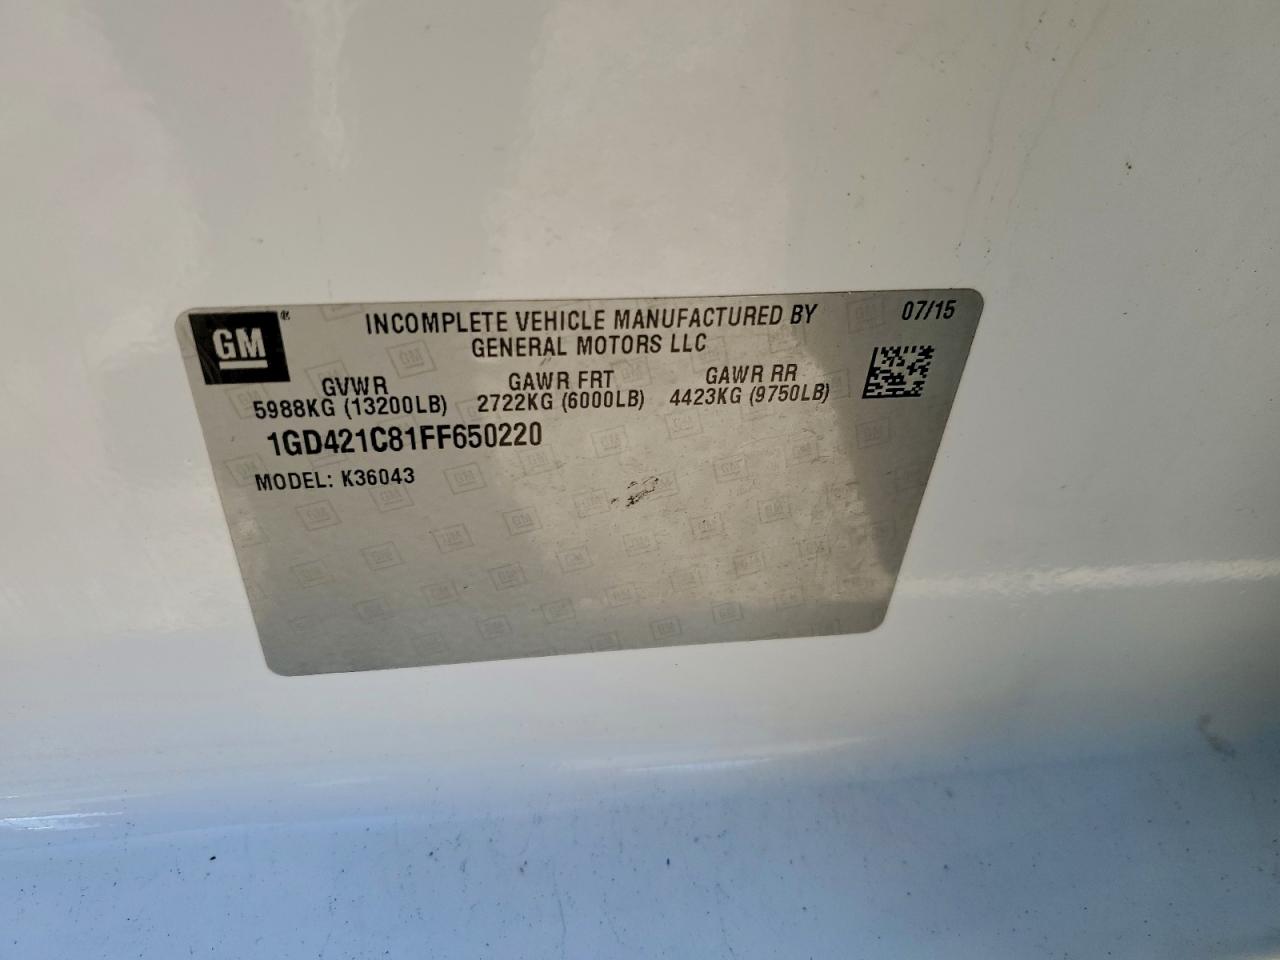 GM ®
INCOMPLETE VEHICLE MANUFACTURED BY
GENERAL MOTORS LLC
07/15
GVWR GAWR FRT GAWR RR
5988KG (13200LB) 2722KG (6000LB) 4423KG (9750LB)
1GD421C81FF650220
MODEL: K36043